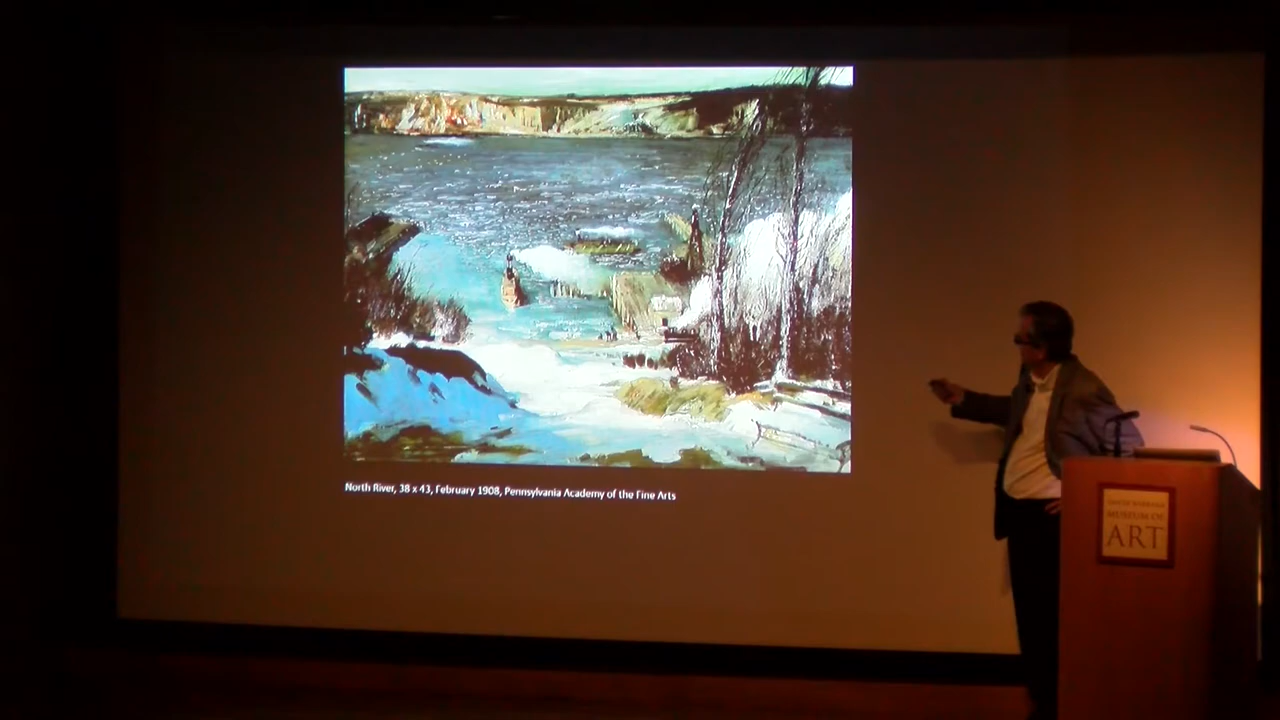 North River, 38 x 43, February 1908, Pennsylvania Academy of the Fine Arts
MUSEUM OF
ART